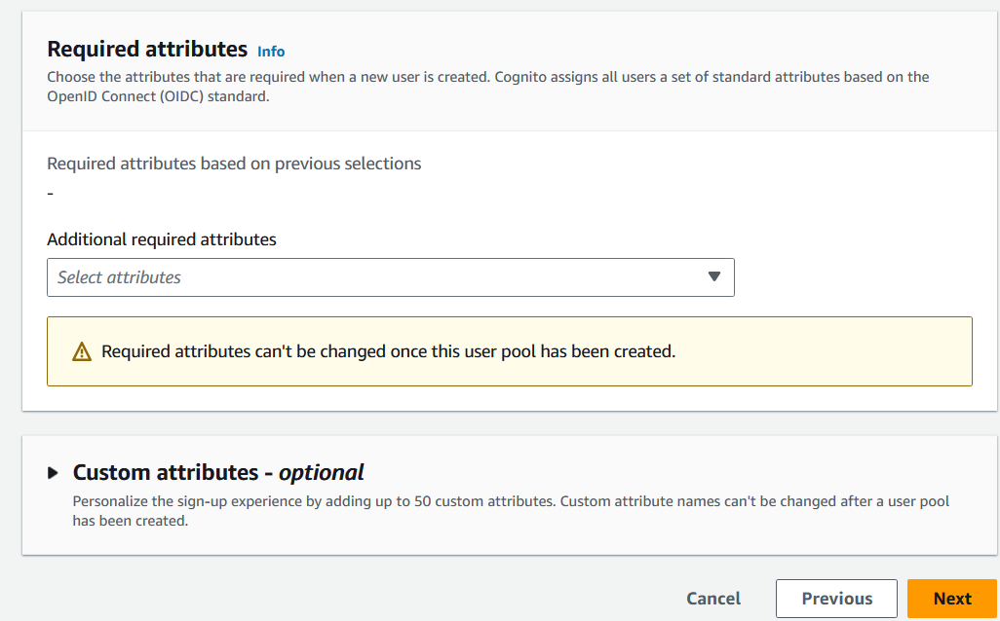 Required attributes Info
Choose the attributes that are required when a new user is created. Cognito assigns all users a set of standard attributes based on the
OpenID Connect (OIDC) standard.
Required attributes based on previous selections
-
Additional required attributes
Select attributes
Required attributes can't be changed once this user pool has been created.
Custom attributes - optional
Personalize the sign-up experience by adding up to 50 custom attributes. Custom attribute names can't be changed after a user pool
has been created.
Cancel Previous Next